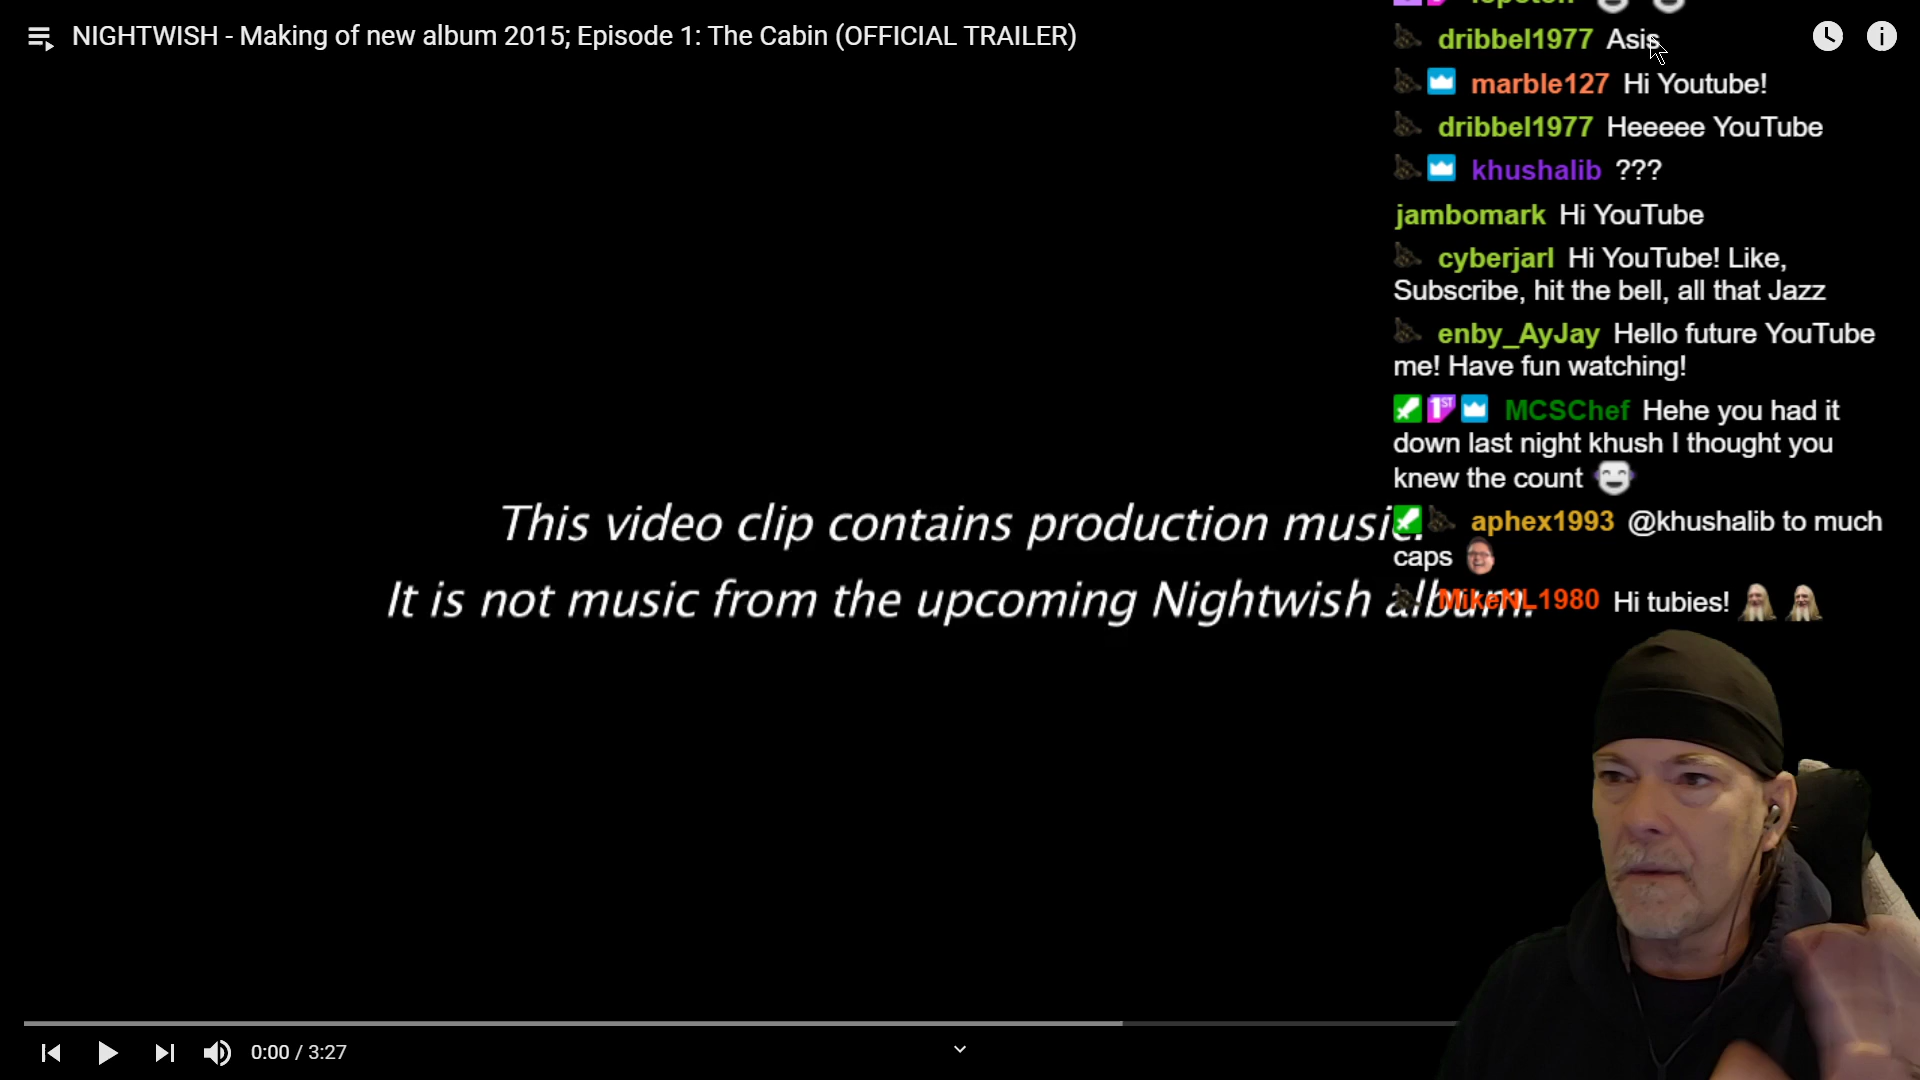 NIGHTWISH - Making of new album 2015; Episode 1: The Cabin (OFFICIAL TRAILER)
dribbel1977 Asis
marble127 Hi Youtube!
dribbel1977 Heeeee YouTube
khushalib ???
jambomark Hi YouTube
cyberjarl Hi YouTube! Like,
Subscribe, hit the bell, all that Jazz
enby_AyJay Hello future YouTube
me! Have fun watching!
1ST MCSChef Hehe you had it
down last night khush I thought you
knew the count
aphex1993 @khushalib to much
caps
MikeNL1980 Hi tubies!
This video clip contains production music.
It is not music from the upcoming Nightwish album.
0:00 / 3:27